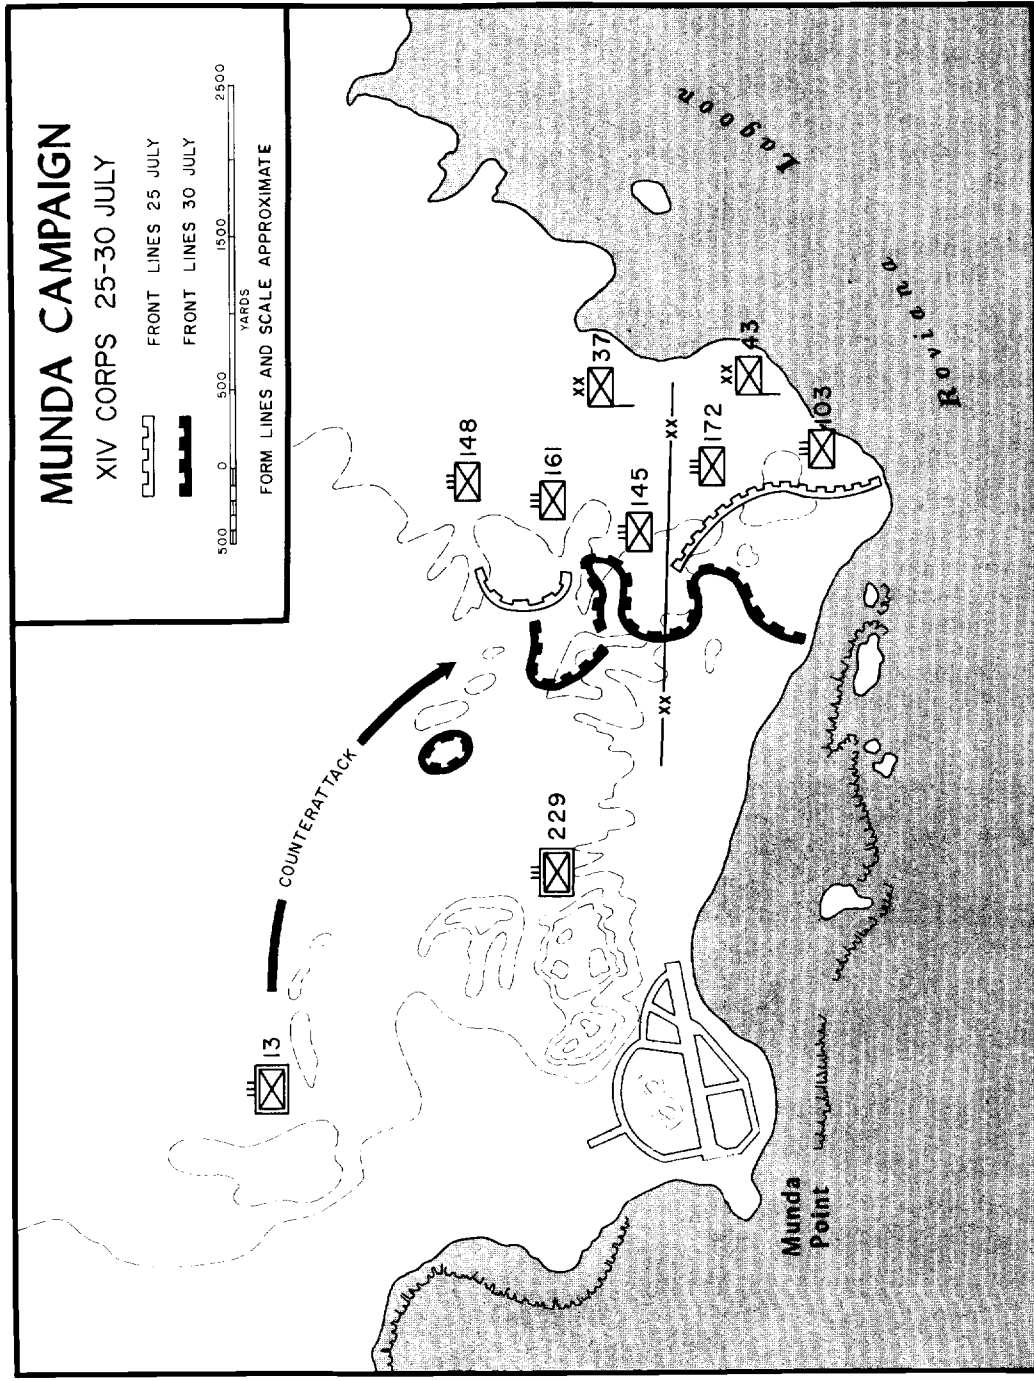 MUNDA CAMPAIGN
XIV CORPS 25-30 JULY
FRONT LINES 25 JULY
FRONT LINES 30 JULY
500 0 500 1500 2500
YARDS
FORM LINES AND SCALE APPROXIMATE
COUNTERATTACK
13
148
161
229
145
XX
37
XX
XX
172
XX
43
103
Munda
Point
Roviana
Lagoon